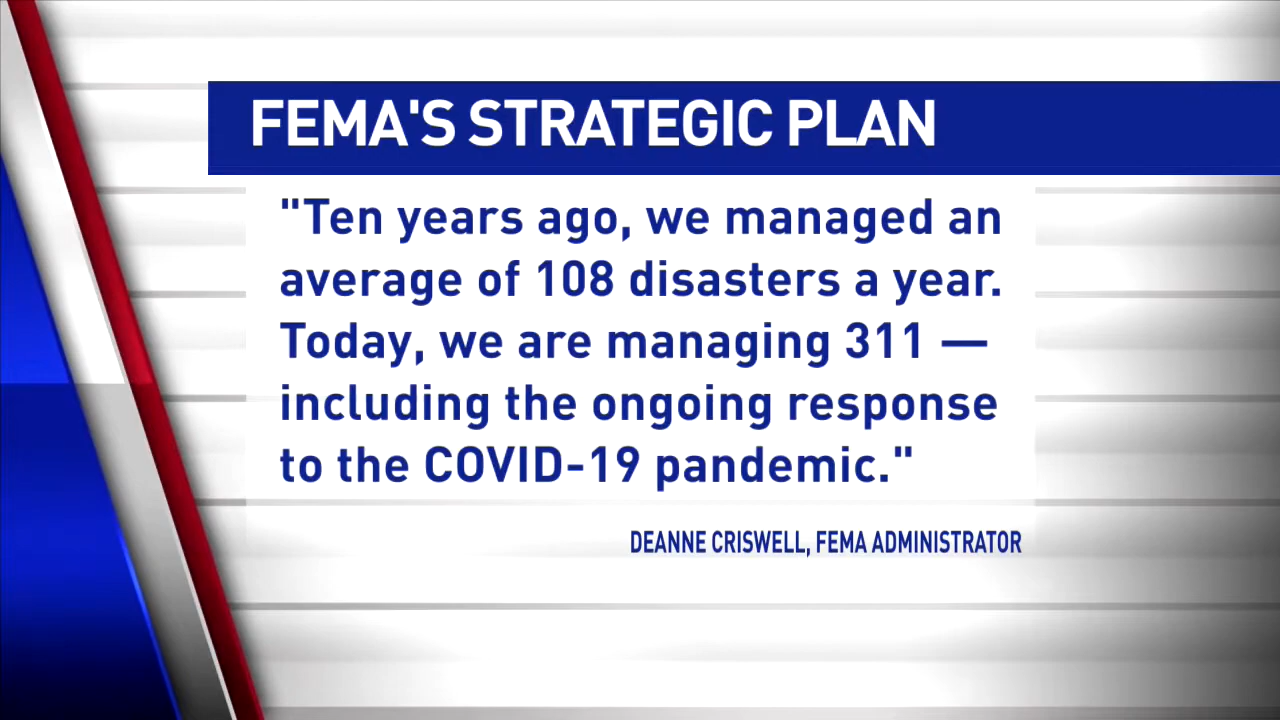 FEMA'S STRATEGIC PLAN
"Ten years ago, we managed an
average of 108 disasters a year.
Today, we are managing 311 —
including the ongoing response
to the COVID-19 pandemic."
DEANNE CRISWELL, FEMA ADMINISTRATOR